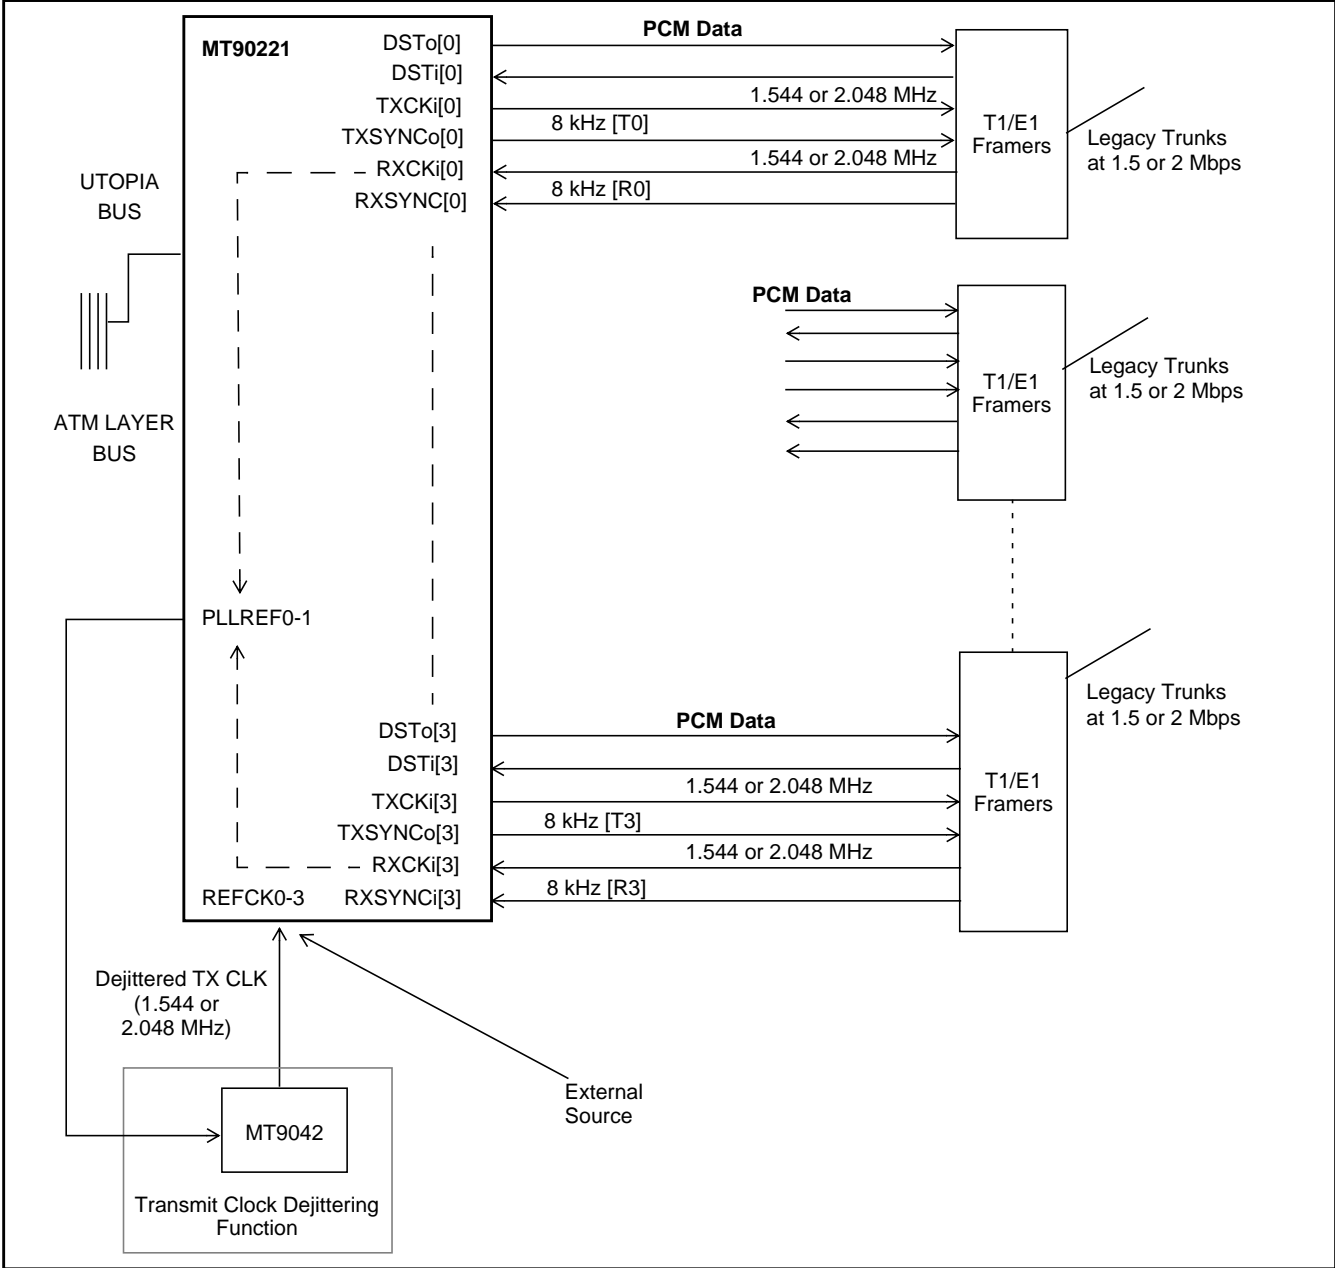 MT90221
DSTo[0]
DSTi[0]
TXCKi[0]
TXSYNCo[0]
RXCKi[0]
RXSYNC[0]
PCM Data
1.544 or 2.048 MHz
8 kHz [T0]
1.544 or 2.048 MHz
8 kHz [R0]
T1/E1
Framers
Legacy Trunks
at 1.5 or 2 Mbps
UTOPIA
BUS
ATM LAYER
BUS
PCM Data
T1/E1
Framers
Legacy Trunks
at 1.5 or 2 Mbps
PLLREF0-1
DSTo[3]
DSTi[3]
TXCKi[3]
TXSYNCo[3]
RXCKi[3]
REFCK0-3
RXSYNCi[3]
PCM Data
1.544 or 2.048 MHz
8 kHz [T3]
1.544 or 2.048 MHz
8 kHz [R3]
T1/E1
Framers
Legacy Trunks
at 1.5 or 2 Mbps
Dejittered TX CLK
(1.544 or
2.048 MHz)
External
Source
MT9042
Transmit Clock Dejittering
Function